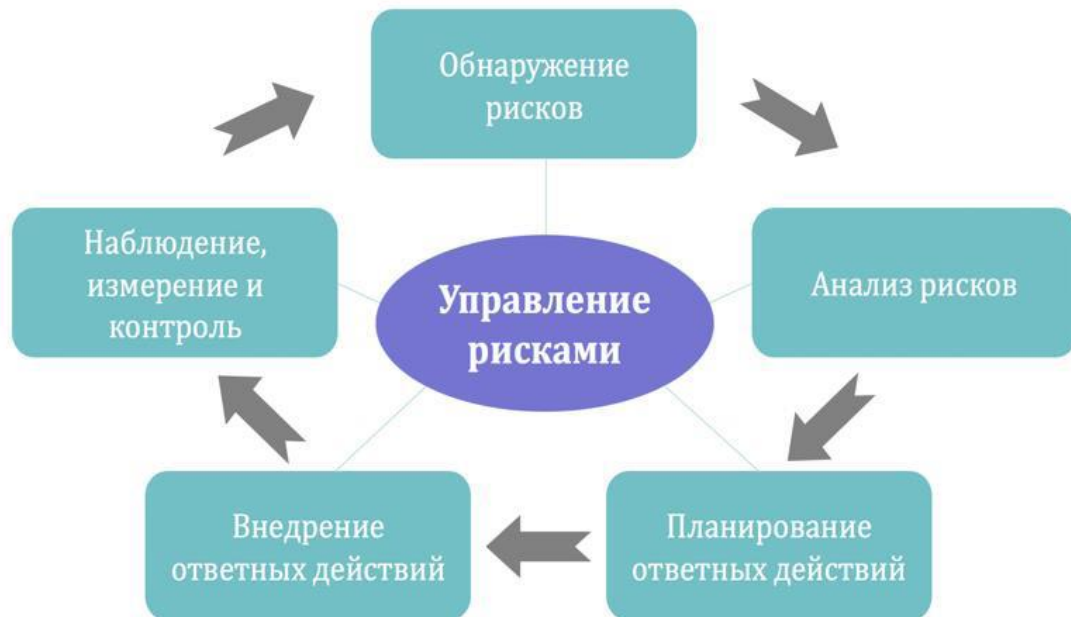 Обнаружение
рисков
Наблюдение,
измерение и
контроль
Управление
рисками
Анализ рисков
Внедрение
ответных действий
Планирование
ответных действий